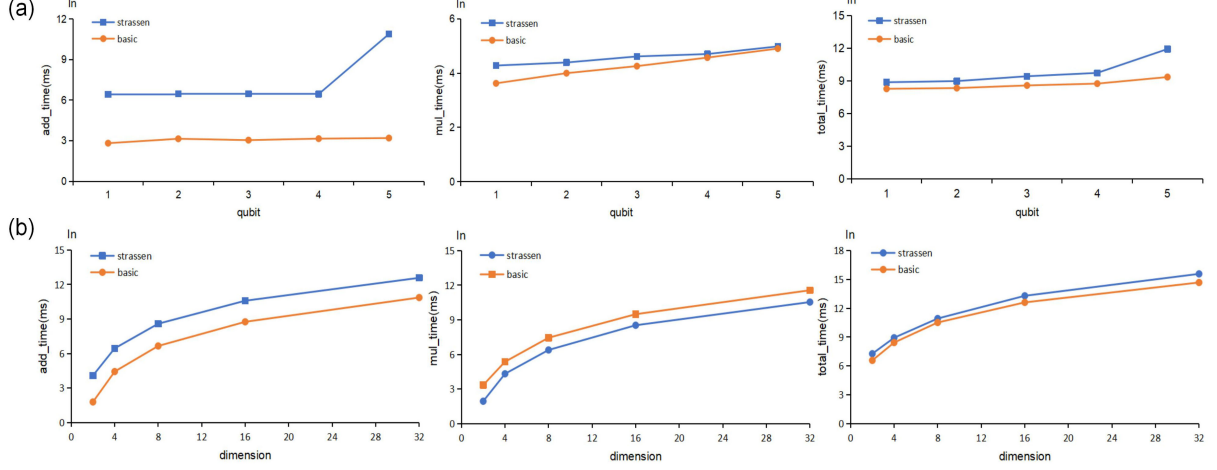 (a)
ln
strassen
basic
add_time(ms)
12
9
6
3
0
1 2 3 4 5
qubit
ln
strassen
basic
mul_time(ms)
6
4
2
0
1 2 3 4 5
qubit
ln
strassen
basic
total_time(ms)
15
12
9
6
3
0
1 2 3 4 5
qubit
(b)
ln
strassen
basic
add_time(ms)
15
12
9
6
3
0
0 4 8 12 16 20 24 28 32
dimension
ln
strassen
basic
mul_time(ms)
15
12
9
6
3
0
0 4 8 12 16 20 24 28 32
dimension
ln
strassen
basic
total_time(ms)
18
15
12
9
6
3
0
0 4 8 12 16 20 24 28 32
dimension